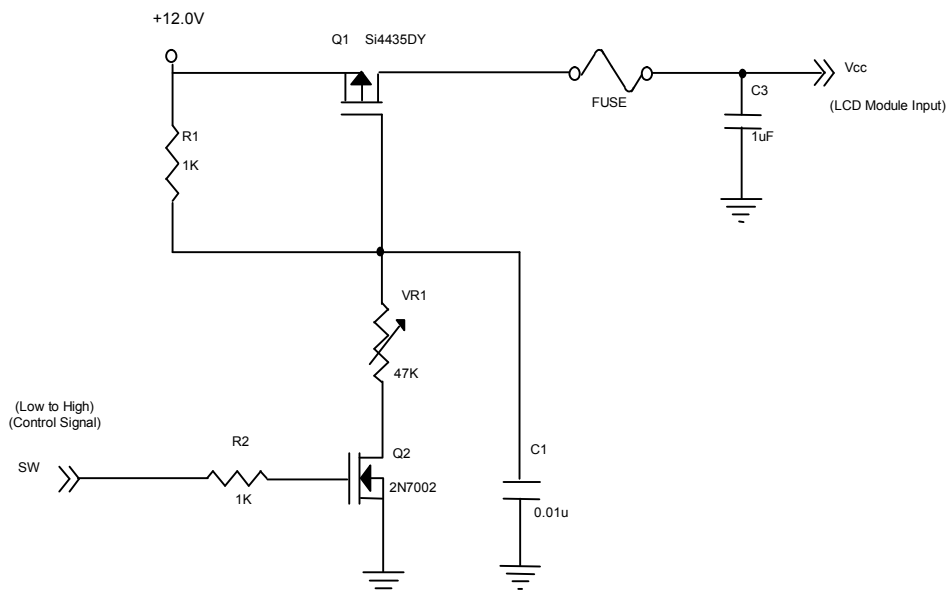 +12.0V
Q1 Si4435DY
FUSE
C3
1uF
Vcc
(LCD Module Input)
R1
1K
VR1
47K
(Low to High)
(Control Signal)
SW
R2
1K
Q2
2N7002
C1
0.01u